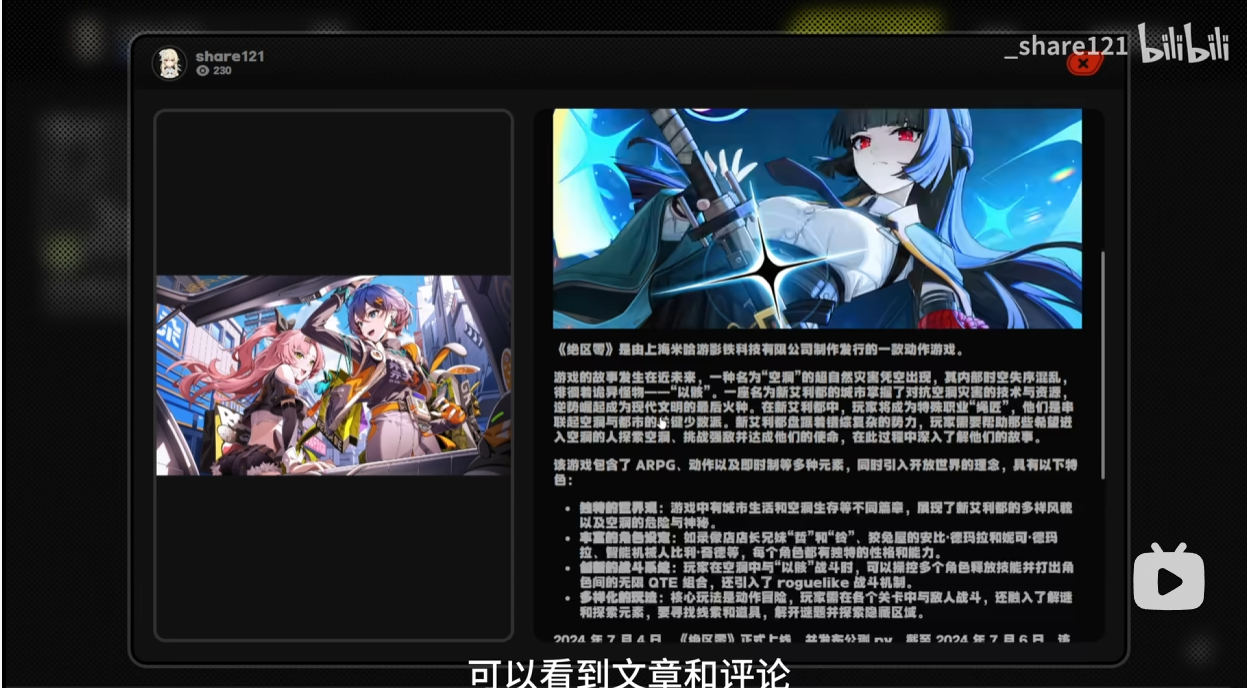 share121
230
_share121 bilibili
《绝区零》是由上海米哈游影铁科技有限公司制作发行的一款动作游戏。
游戏的故事发生在近未来，一种名为“空洞”的超自然灾害凭空出现，其内部时空失序混乱，
徘徊着诡异怪物——“以骸”。一座名为新艾利都的城市掌握了对抗空洞灾害的技术与资源，
逆势崛起成为现代文明的最后火种。在新艾利都中，玩家将成为特殊职业“绳匠”，他们是串
联起空洞与都市的关键少数派。新艾利都盘踞着错综复杂的势力，玩家需要帮助那些希望进
入空洞的人探索空洞、挑战强敌并达成他们的使命，在此过程中深入了解他们的故事。
该游戏包含了 ARPG、动作以及即时制等多种元素，同时引入开放世界的理念，具有以下特
色：
• 独特的世界观：游戏中有城市生活和空洞生存等不同篇章，展现了新艾利都的多样风貌
以及空洞的危险与神秘。
• 丰富的角色设定：如录像店店长兄妹“哲”和“铃”、狡兔屋的安比·德玛拉和妮可·德玛
拉、智能机械人比利·奇德等，每个角色都有独特的性格和能力。
• 创新的战斗系统：玩家在空洞中与“以骸”战斗时，可以操控多个角色释放技能并打出角
色间的无限 QTE 组合，还引入了 roguelike 战斗机制。
• 多样化的玩法：核心玩法是动作冒险，玩家需在各个关卡中与敌人战斗，还融入了解谜
和探索元素，要寻找线索和道具，解开谜题并探索隐藏区域。
2024 年 7 月 4 日，《绝区零》正式上线，并发布公测 pv，截至 2024 年 7 月 6 日，该
可以看到文章和评论